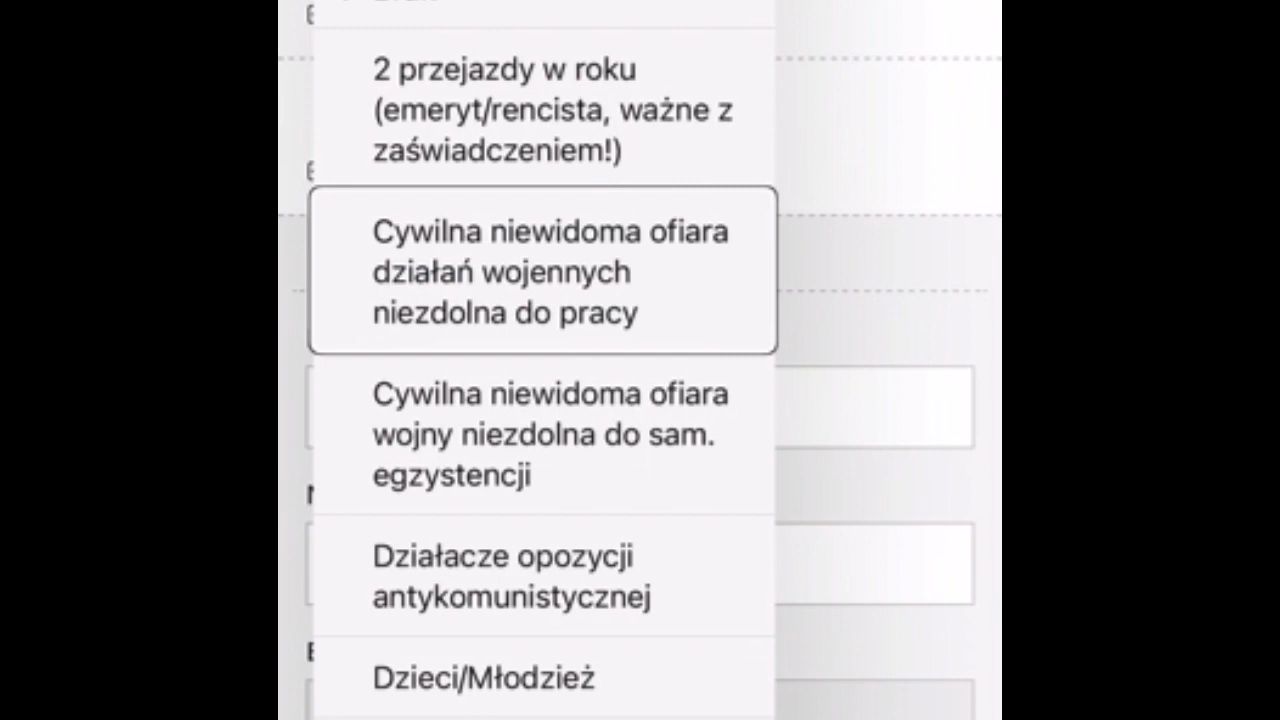 2 przejazdy w roku
(emeryt/rencista, ważne z
zaświadczeniem!)
Cywilna niewidoma ofiara
działań wojennych
niezdolna do pracy
Cywilna niewidoma ofiara
wojny niezdolna do sam.
egzystencji
Działacze opozycji
antykomunistycznej
Dzieci/Młodzież